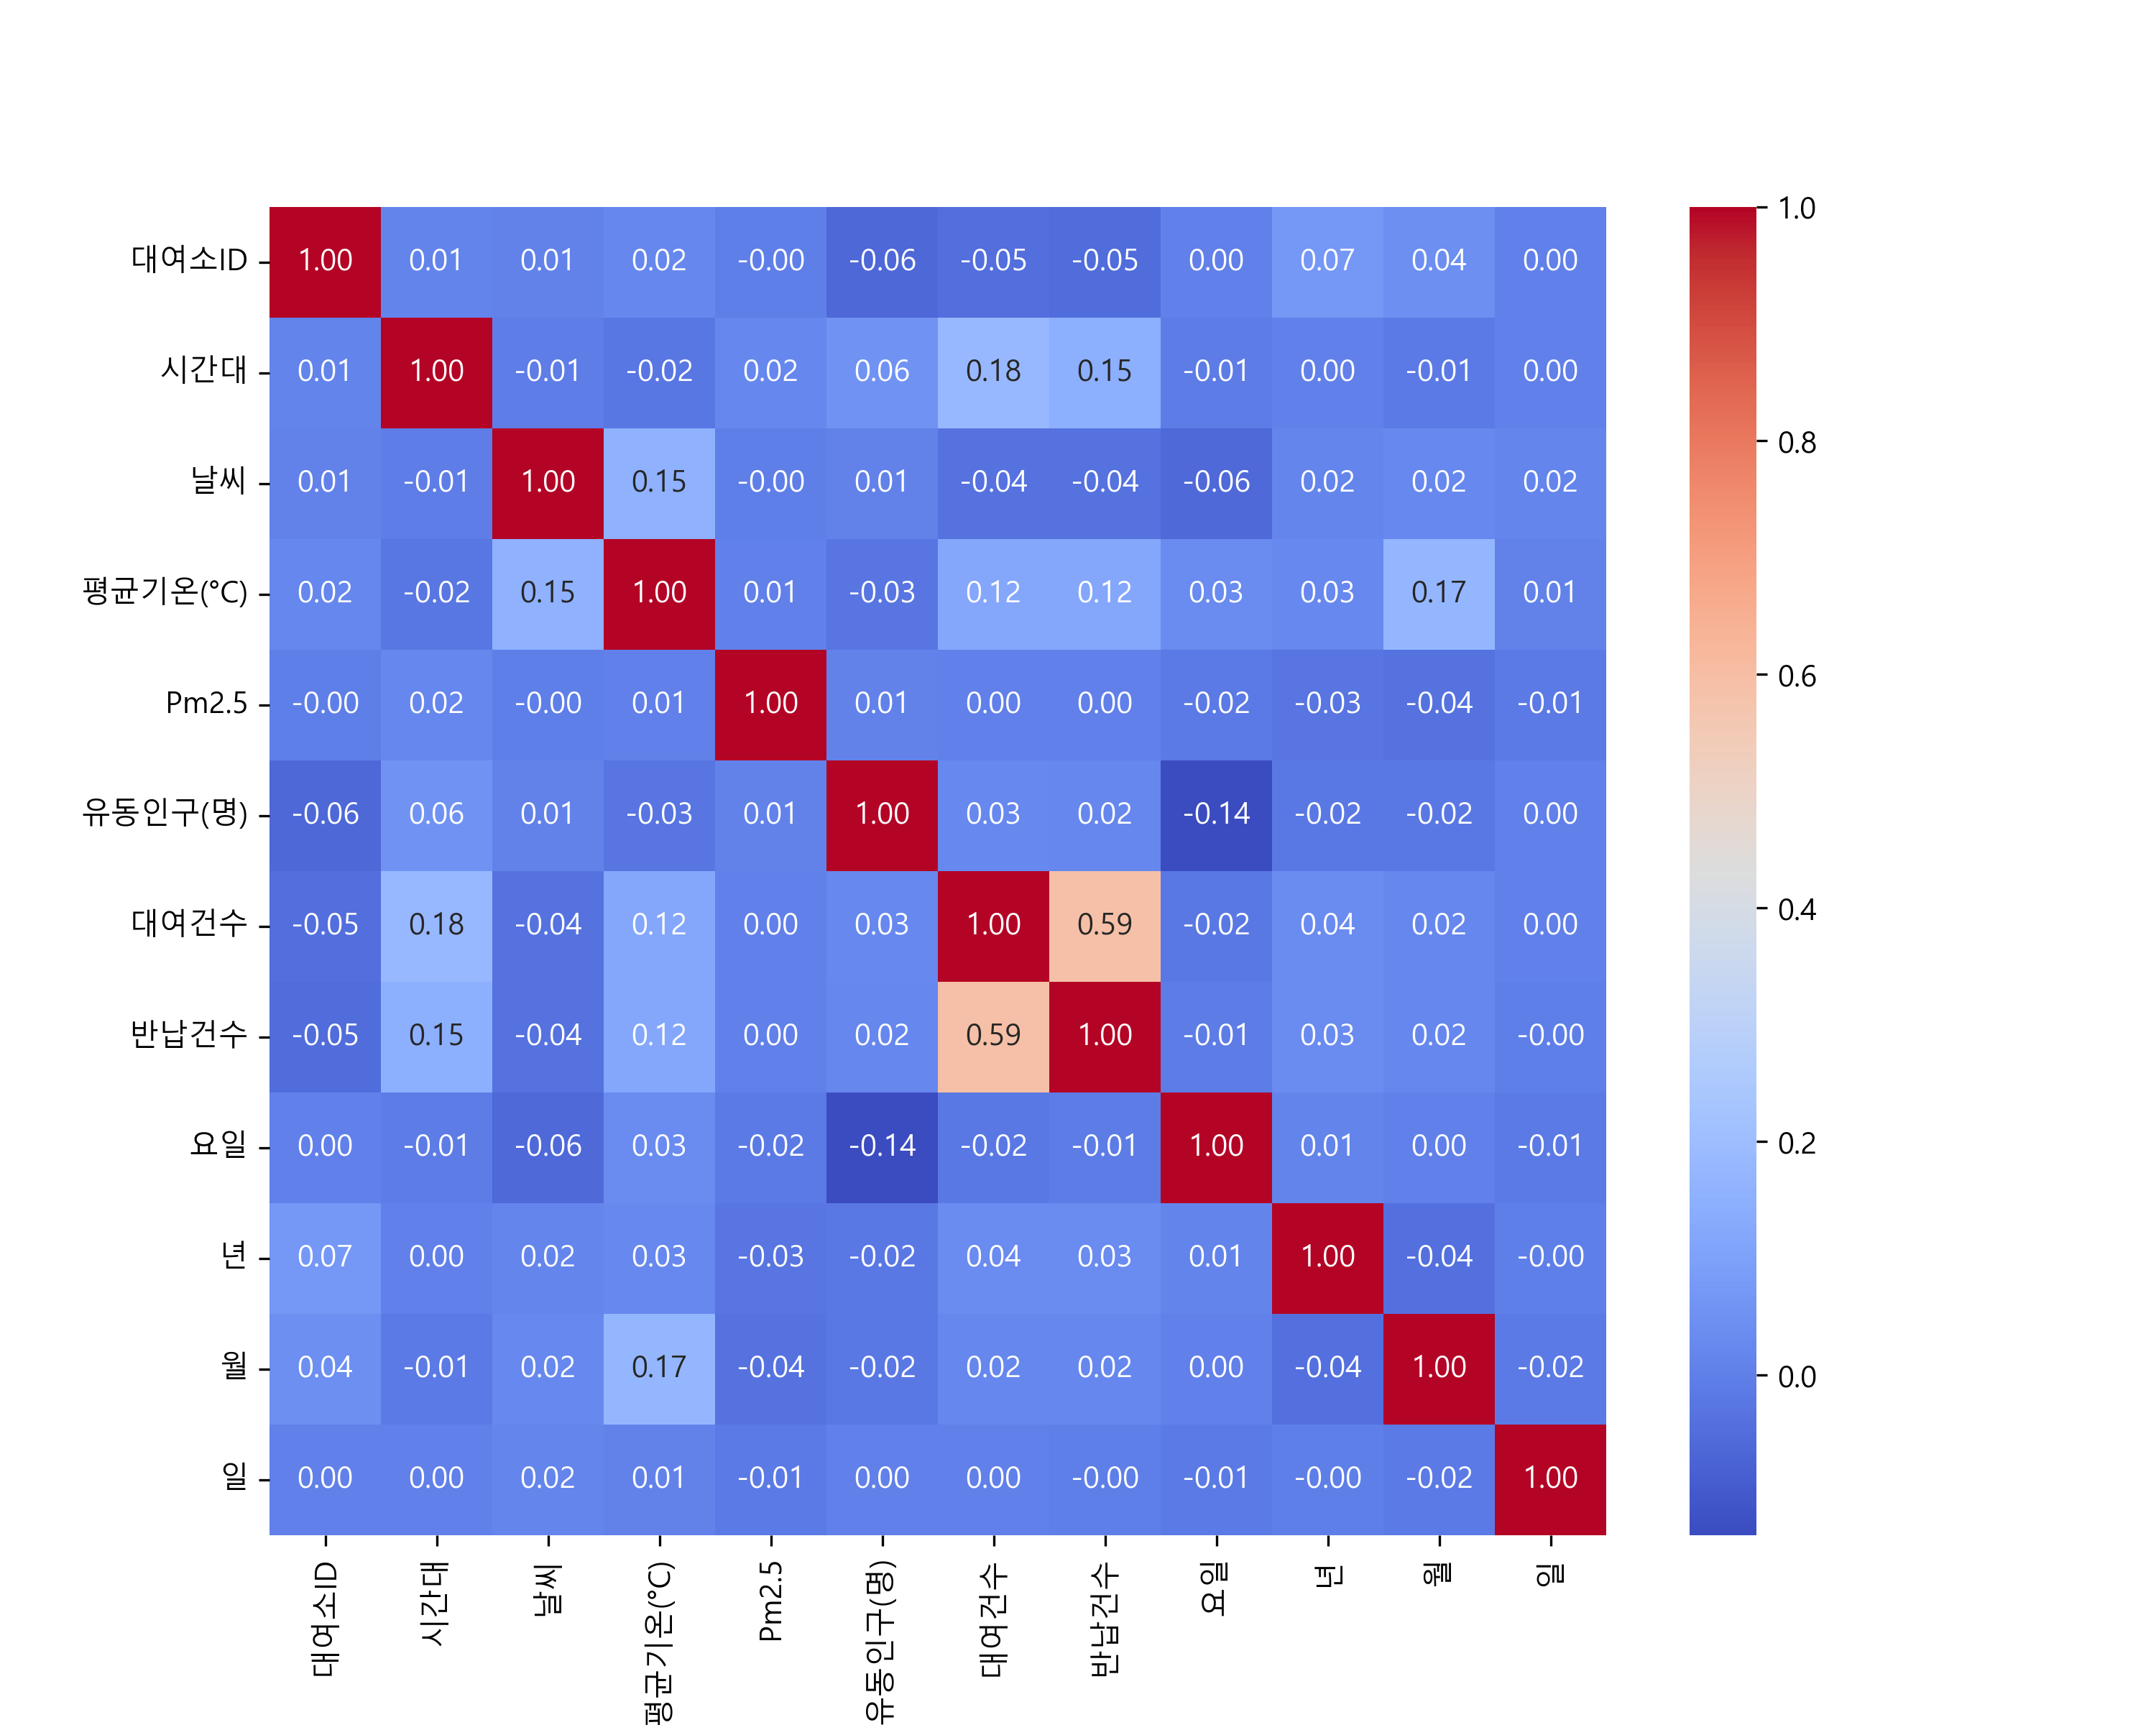 대여소ID 1.00 0.01 0.01 0.02 -0.00 -0.06 -0.05 -0.05 0.00 0.07 0.04 0.00
시간대 0.01 1.00 -0.01 -0.02 0.02 0.06 0.18 0.15 -0.01 0.00 -0.01 0.00
날씨 0.01 -0.01 1.00 0.15 -0.00 0.01 -0.04 -0.04 -0.06 0.02 0.02 0.02
평균기온(°C) 0.02 -0.02 0.15 1.00 0.01 -0.03 0.12 0.12 0.03 0.03 0.17 0.01
Pm2.5 -0.00 0.02 -0.00 0.01 1.00 0.01 0.00 0.00 -0.02 -0.03 -0.04 -0.01
유동인구(명) -0.06 0.06 0.01 -0.03 0.01 1.00 0.03 0.02 -0.14 -0.02 -0.02 0.00
대여건수 -0.05 0.18 -0.04 0.12 0.00 0.03 1.00 0.59 -0.02 0.04 0.02 0.00
반납건수 -0.05 0.15 -0.04 0.12 0.00 0.02 0.59 1.00 -0.01 0.03 0.02 -0.00
요일 0.00 -0.01 -0.06 0.03 -0.02 -0.14 -0.02 -0.01 1.00 0.01 0.00 -0.01
년 0.07 0.00 0.02 0.03 -0.03 -0.02 0.04 0.03 0.01 1.00 -0.04 -0.00
월 0.04 -0.01 0.02 0.17 -0.04 -0.02 0.02 0.02 0.00 -0.04 1.00 -0.02
일 0.00 0.00 0.02 0.01 -0.01 0.00 0.00 -0.00 -0.01 -0.00 -0.02 1.00
대여소ID 시간대 날씨 평균기온(°C) Pm2.5 유동인구(명) 대여건수 반납건수 요일 년 월 일
1.0
0.8
0.6
0.4
0.2
0.0